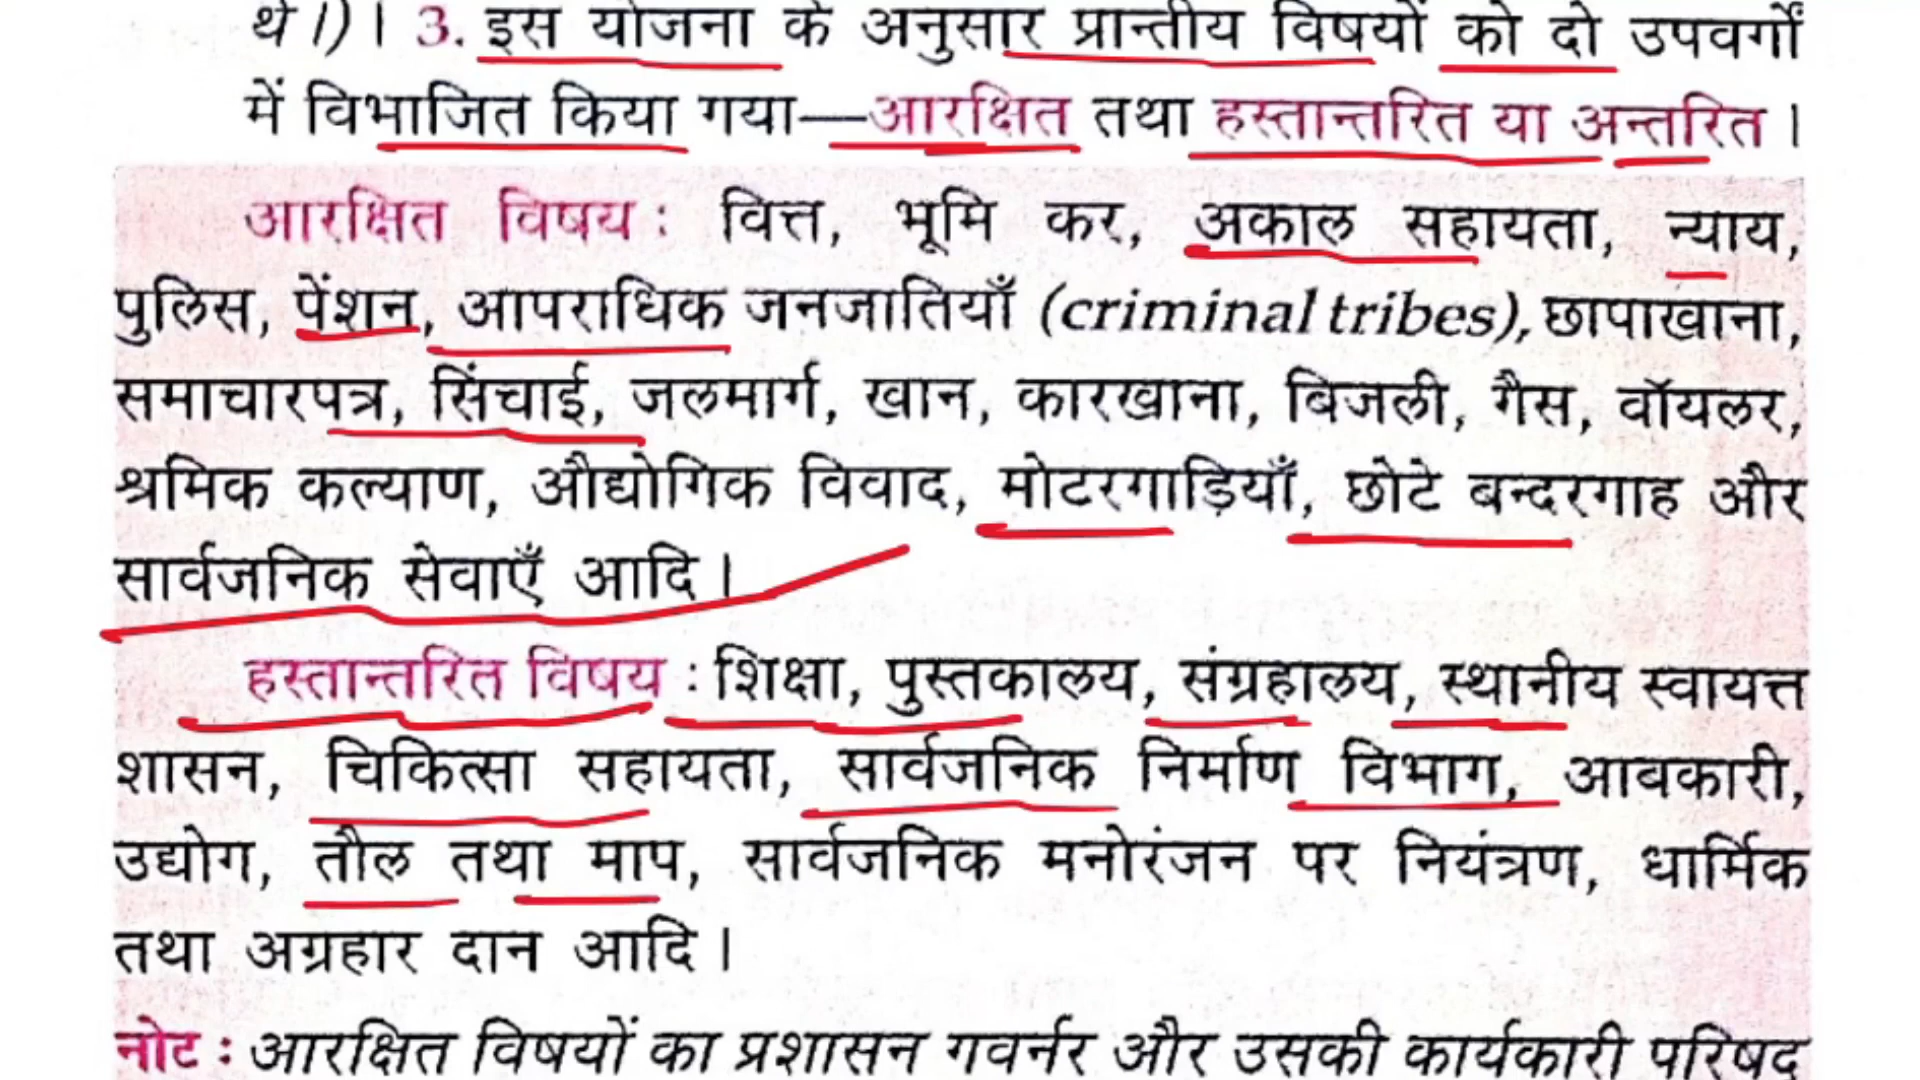 थे।)। 3. इस योजना के अनुसार प्रान्तीय विषयों को दो उपवर्गों
में विभाजित किया गया—आरक्षित तथा हस्तान्तरित या अन्तरित।
आरक्षित विषय : वित्त, भूमि कर, अकाल सहायता, न्याय,
पुलिस, पेंशन, आपराधिक जनजातियाँ (criminal tribes), छापाखाना,
समाचारपत्र, सिंचाई, जलमार्ग, खान, कारखाना, बिजली, गैस, वॉयलर,
श्रमिक कल्याण, औद्योगिक विवाद, मोटरगाड़ियाँ, छोटे बन्दरगाह और
सार्वजनिक सेवाएँ आदि।
हस्तान्तरित विषय : शिक्षा, पुस्तकालय, संग्रहालय, स्थानीय स्वायत्त
शासन, चिकित्सा सहायता, सार्वजनिक निर्माण विभाग, आबकारी,
उद्योग, तौल तथा माप, सार्वजनिक मनोरंजन पर नियंत्रण, धार्मिक
तथा अग्रहार दान आदि।
नोट : आरक्षित विषयों का प्रशासन गवर्नर और उसकी कार्यकारी परिषद